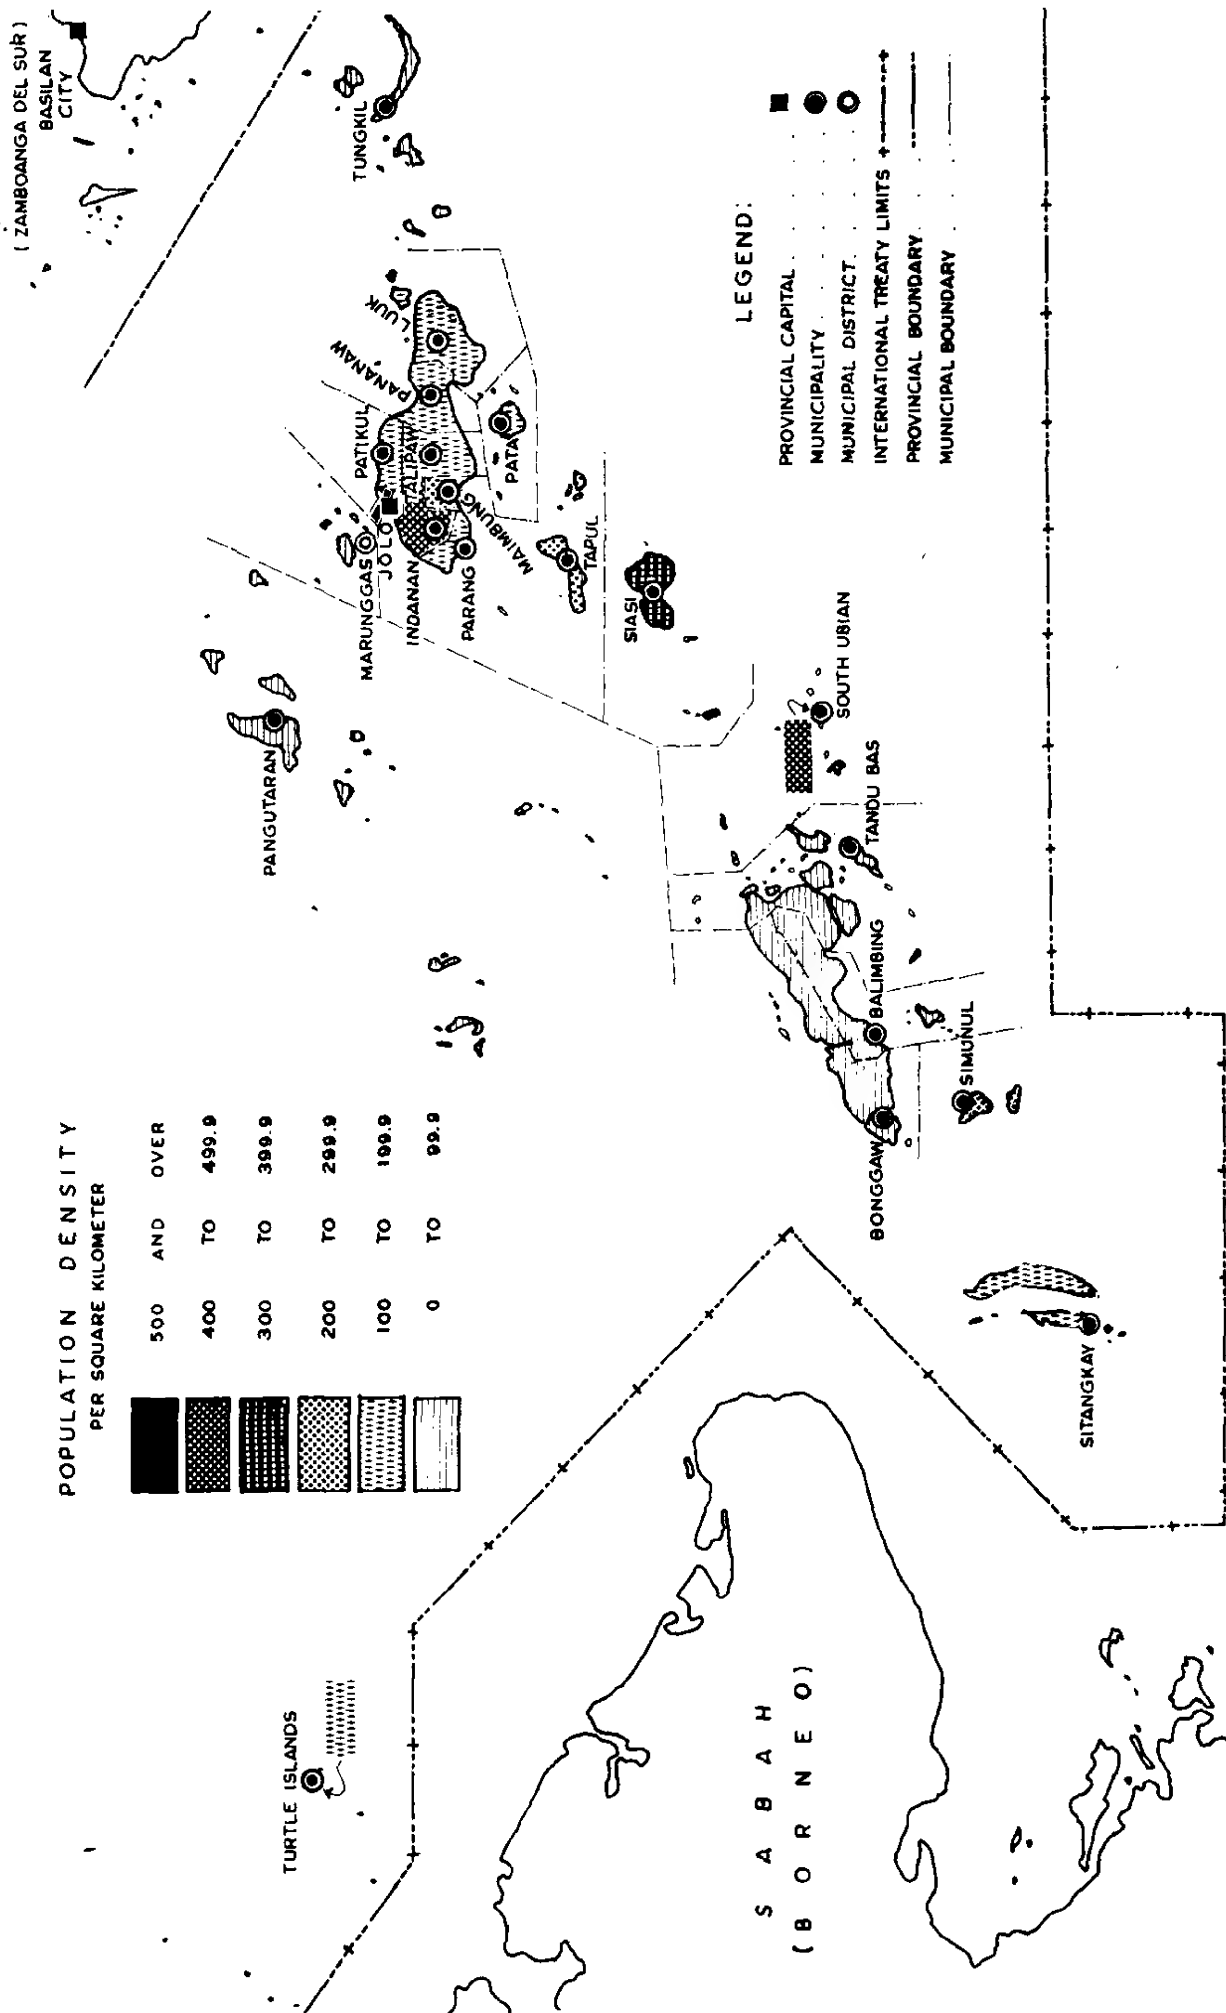 ( ZAMBOANGA DEL SUR )
BASILAN
CITY
TUNGKIL
LUUK
PANANAW
PATIKUL
TALIPAW
PATA
MARUNGGAS
JOLO
INDANAN
PARANG
MAIMBUNG
TAPUL
SIASI
PANGUTARAN
SOUTH UBIAN
TANDU BAS
BALIMBING
SIMUNUL
BONGGAW
SITANGKAY
TURTLE ISLANDS
SABAH
(BORNEO)
POPULATION DENSITY
PER SQUARE KILOMETER
500 AND OVER
400 TO 499.9
300 TO 399.9
200 TO 299.9
100 TO 199.9
0 TO 99.9
LEGEND:
PROVINCIAL CAPITAL . . . . .
MUNICIPALITY . . . . . .
MUNICIPAL DISTRICT . . . . .
INTERNATIONAL TREATY LIMITS
PROVINCIAL BOUNDARY . . .
MUNICIPAL BOUNDARY . . .